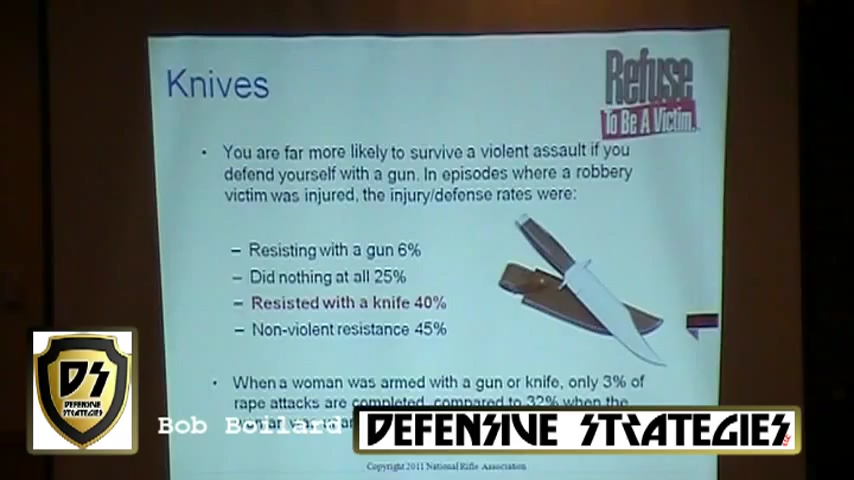 Knives
Refuse
To Be A Victim
• You are far more likely to survive a violent assault if you
defend yourself with a gun. In episodes where a robbery
victim was injured, the injury/defense rates were:
– Resisting with a gun 6%
– Did nothing at all 25%
– Resisted with a knife 40%
– Non-violent resistance 45%
• When a woman was armed with a gun or knife, only 3% of
rape attacks are completed, compared to 32% when the
DS
DEFENSIVE
STRATEGIES
Bob Boilard
DEFENSIVE STRATEGIES
Copyright 2011 National Rifle Association